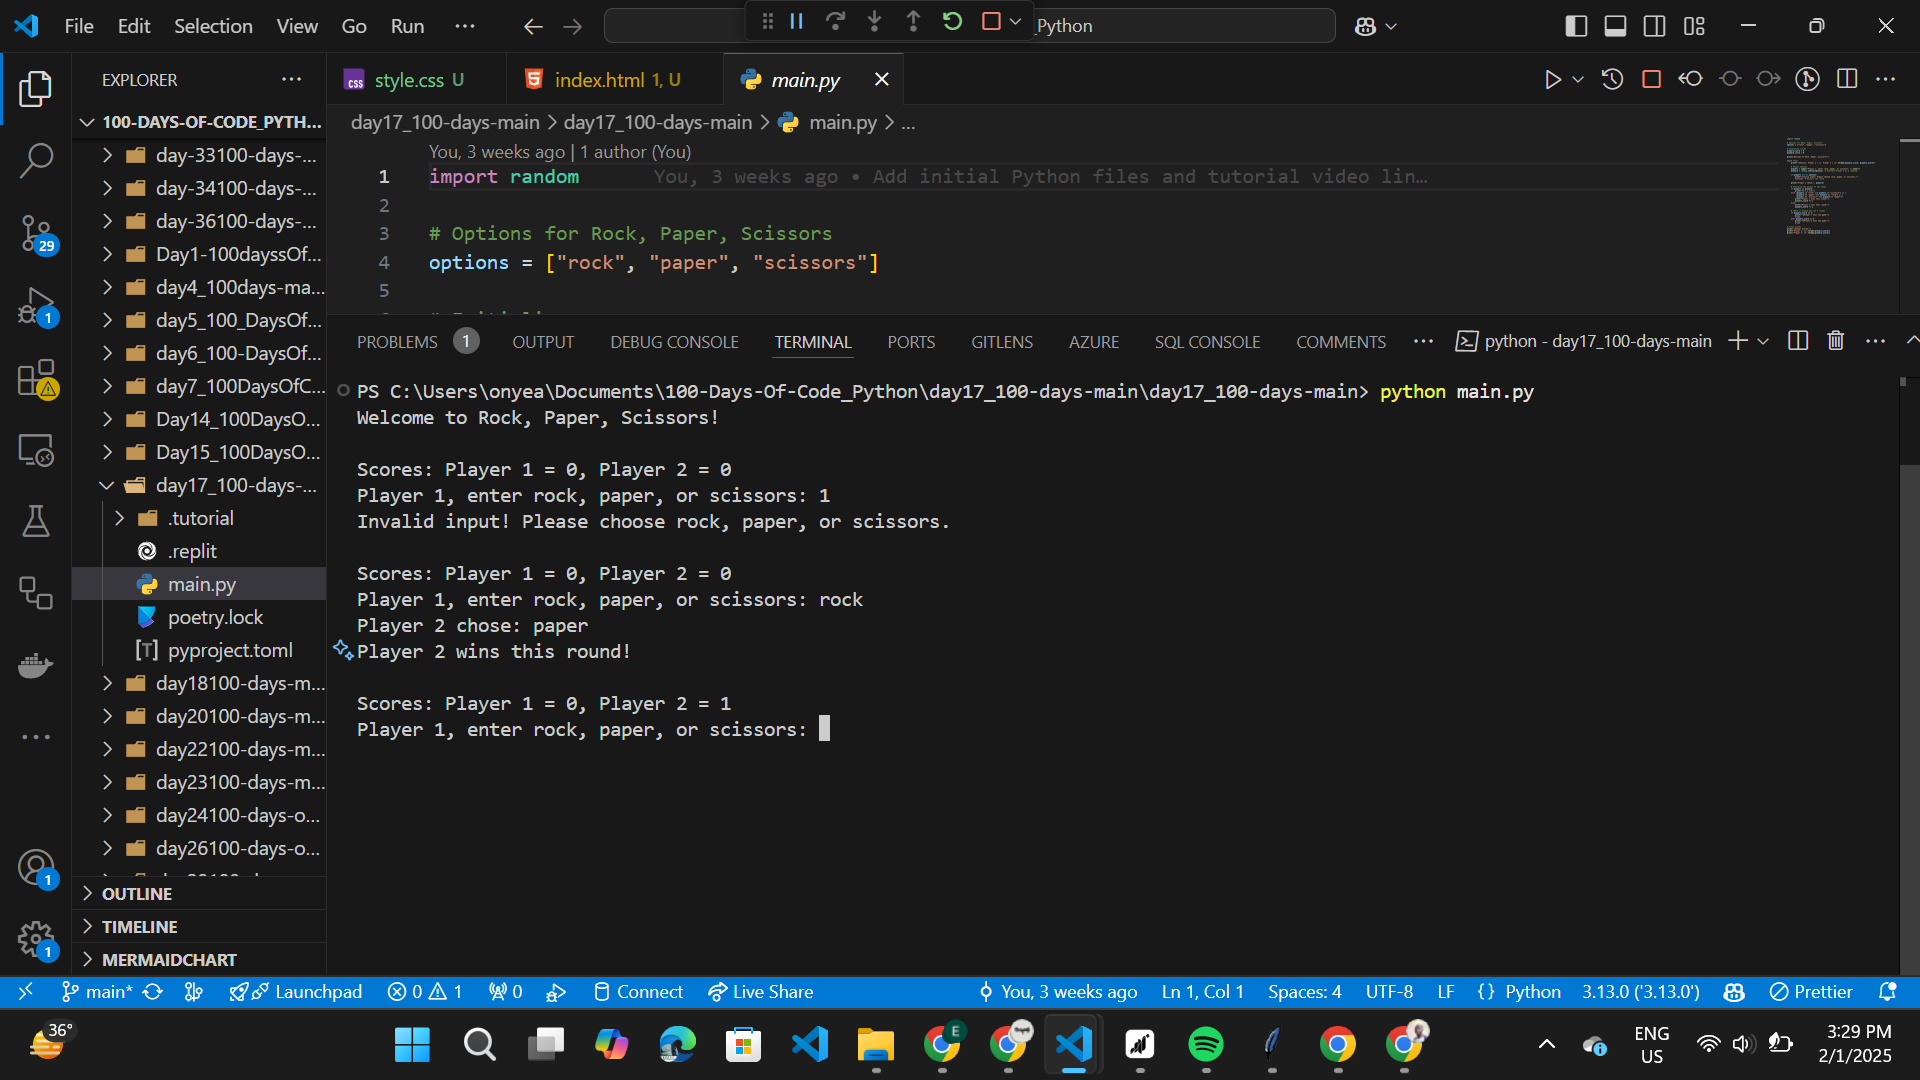 File Edit Selection View Go Run ···
_Python
EXPLORER ···
100-DAYS-OF-CODE_PYTH...
day-33100-days-...
day-34100-days-...
day-36100-days-...
Day1-100dayssOf...
day4_100days-ma...
day5_100_DaysOf...
day6_100-DaysOf...
day7_100DaysOfC...
Day14_100DaysO...
Day15_100DaysO...
day17_100-days-...
.tutorial
.replit
main.py
poetry.lock
pyproject.toml
day18100-days-m...
day20100-days-m...
day22100-days-m...
day23100-days-m...
day24100-days-o...
day26100-days-o...
OUTLINE
TIMELINE
MERMAIDCHART
29
1
1
1
style.css U
index.html 1, U
main.py
day17_100-days-main > day17_100-days-main > main.py > ...
You, 3 weeks ago | 1 author (You)
1 import random You, 3 weeks ago • Add initial Python files and tutorial video lin…
2
3 # Options for Rock, Paper, Scissors
4 options = ["rock", "paper", "scissors"]
5
PROBLEMS 1 OUTPUT DEBUG CONSOLE TERMINAL PORTS GITLENS AZURE SQL CONSOLE COMMENTS ··· python - day17_100-days-main
PS C:\Users\onyea\Documents\100-Days-Of-Code_Python\day17_100-days-main\day17_100-days-main> python main.py
Welcome to Rock, Paper, Scissors!
Scores: Player 1 = 0, Player 2 = 0
Player 1, enter rock, paper, or scissors: 1
Invalid input! Please choose rock, paper, or scissors.
Scores: Player 1 = 0, Player 2 = 0
Player 1, enter rock, paper, or scissors: rock
Player 2 chose: paper
Player 2 wins this round!
Scores: Player 1 = 0, Player 2 = 1
Player 1, enter rock, paper, or scissors:
main* Launchpad 0 1 0 Connect Live Share You, 3 weeks ago Ln 1, Col 1 Spaces: 4 UTF-8 LF {} Python 3.13.0 ('3.13.0') Prettier
36°
E
ENG
US
3:29 PM
2/1/2025